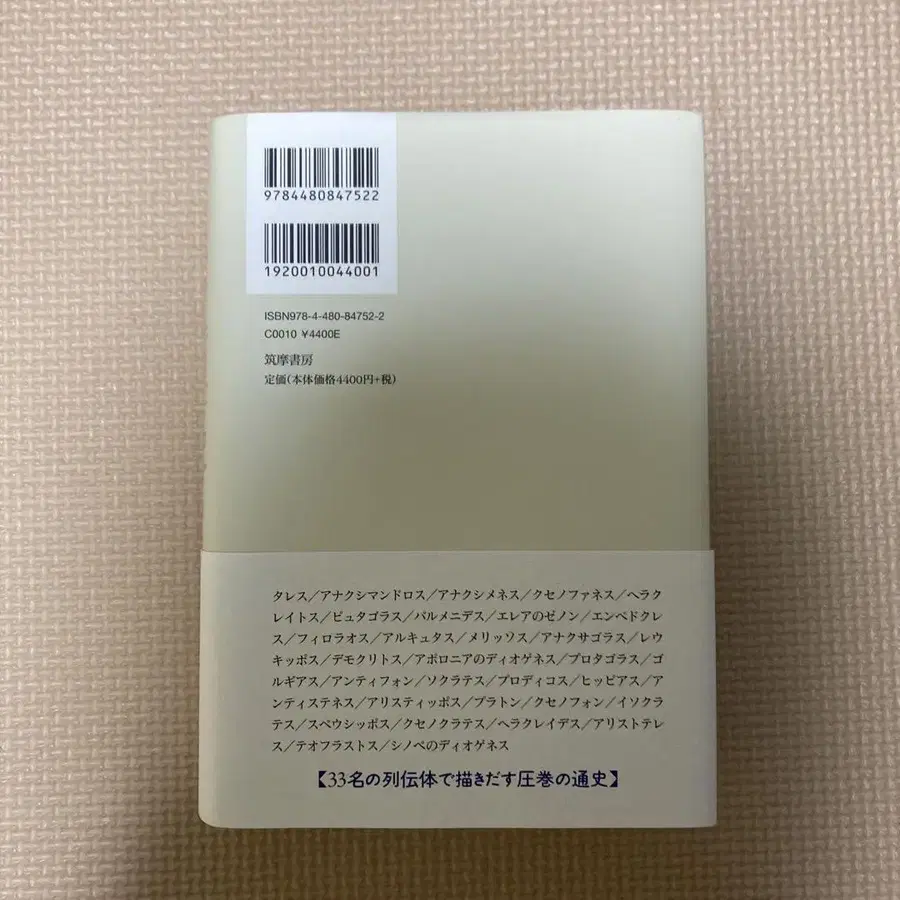 9784480847522
1920010044001
ISBN978-4-480-84752-2
C0010 ¥4400E
筑摩書房
定価(本体価格4400円+税)
タレス／アナクシマンドロス／アナクシメネス／クセノファネス／ヘラク
レイトス／ピュタゴラス／パルメニデス／エレアのゼノン／エンペドクレ
ス／フィロラオス／アルキュタス／メリッソス／アナクサゴラス／レウ
キッポス／デモクリトス／アポロニアのディオゲネス／プロタゴラス／ゴ
ルギアス／アンティフォン／ソクラテス／プロディコス／ヒッピアス／ア
ンティステネス／アリスティッポス／プラトン／クセノフォン／イソクラ
テス／スペウシッポス／クセノクラテス／ヘラクレイデス／アリストテレ
ス／テオフラストス／シノペのディオゲネス
【33名の列伝体で描きだす圧巻の通史】